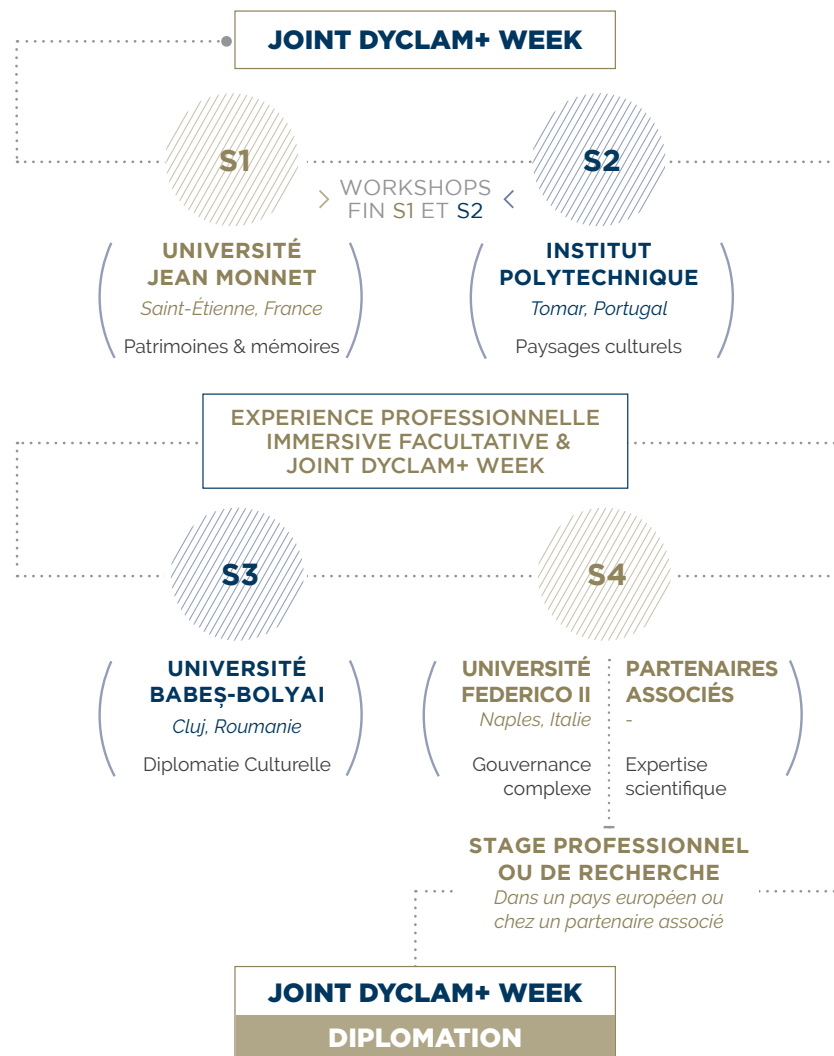 JOINT DYCLAM+ WEEK
S1
S2
WORKSHOPS
FIN S1 ET S2
UNIVERSITÉ
JEAN MONNET
Saint-Étienne, France
Patrimoines & mémoires
INSTITUT
POLYTECHNIQUE
Tomar, Portugal
Paysages culturels
EXPERIENCE PROFESSIONNELLE
IMMERSIVE FACULTATIVE &
JOINT DYCLAM+ WEEK
S3
S4
UNIVERSITÉ
BABEȘ-BOLYAI
Cluj, Roumanie
Diplomatie Culturelle
UNIVERSITÉ
FEDERICO II
Naples, Italie
Gouvernance
complexe
PARTENAIRES
ASSOCIÉS
-
Expertise
scientifique
STAGE PROFESSIONNEL
OU DE RECHERCHE
Dans un pays européen ou
chez un partenaire associé
JOINT DYCLAM+ WEEK
DIPLOMATION